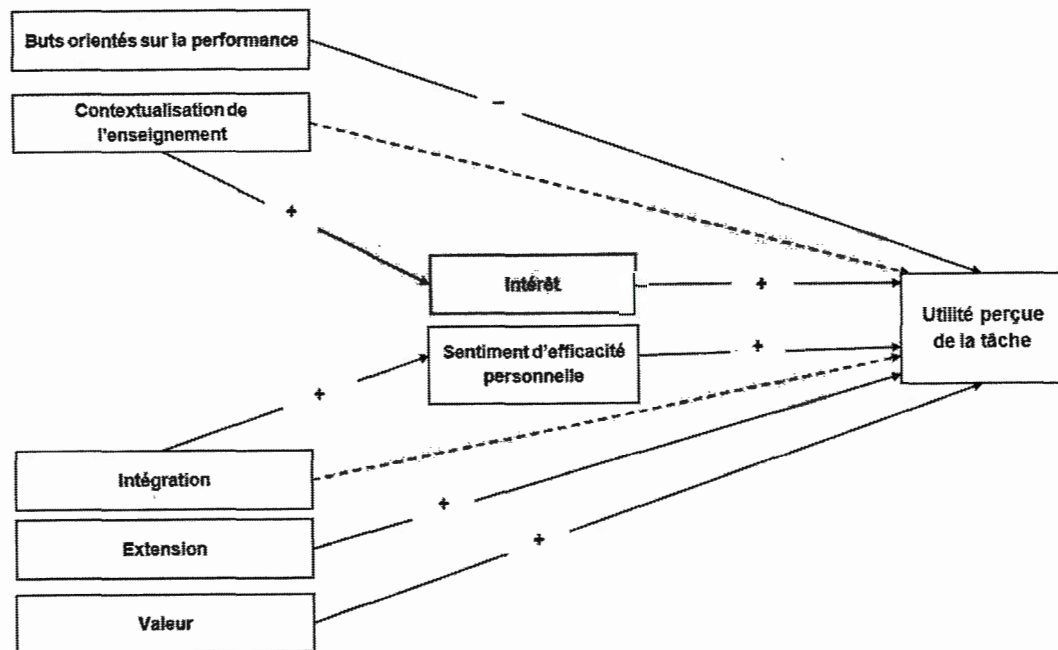 Buts orientés sur la performance
−
Contextualisation de
l'enseignement
+
Intérêt
+
Utilité perçue
de la tâche
Sentiment d'efficacité
personnelle
+
+
Intégration
+
Extension
+
Valeur